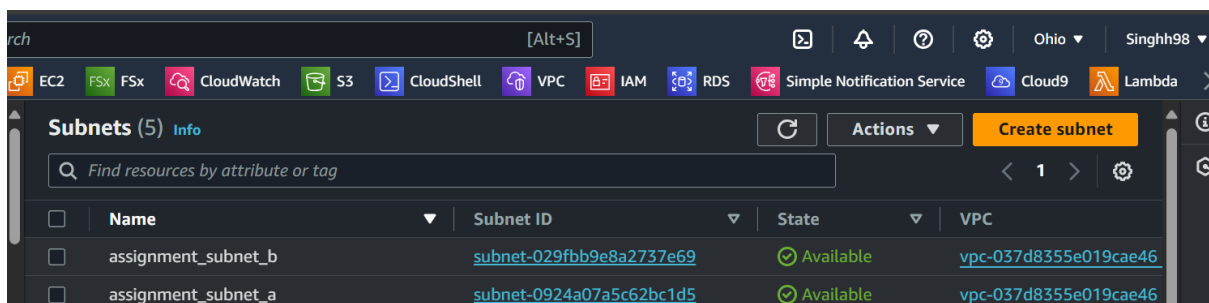 rch [Alt+S] Ohio Singhh98
EC2 FSx FSx CloudWatch S3 CloudShell VPC IAM RDS Simple Notification Service Cloud9 Lambda
Subnets (5) Info Actions Create subnet
Find resources by attribute or tag 1
Name Subnet ID State VPC
assignment_subnet_b subnet-029fbb9e8a2737e69 Available vpc-037d8355e019cae46
assignment_subnet_a subnet-0924a07a5c62bc1d5 Available vpc-037d8355e019cae46